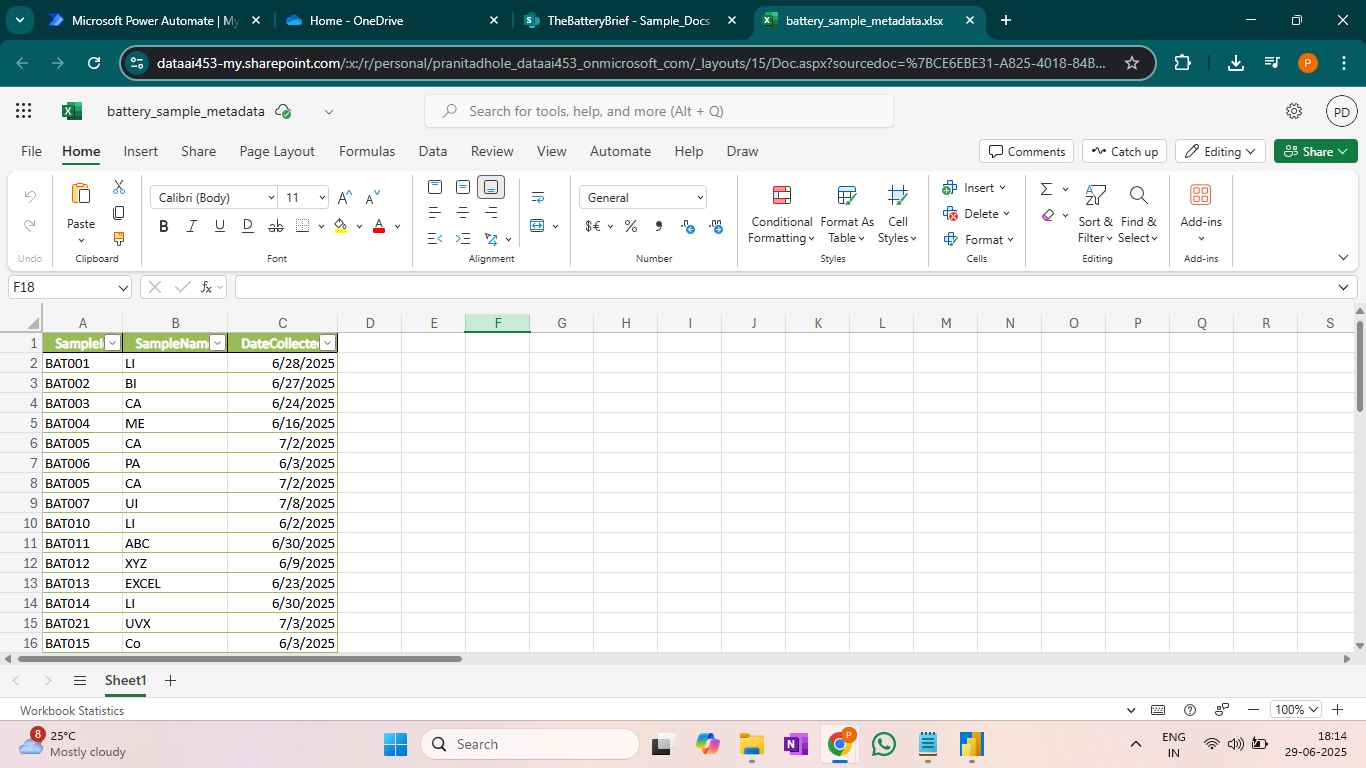 Microsoft Power Automate | My
Home - OneDrive
TheBatteryBrief - Sample_Docs
battery_sample_metadata.xlsx
dataai453-my.sharepoint.com/:x:/r/personal/pranitadhole_dataai453_onmicrosoft_com/_layouts/15/Doc.aspx?sourcedoc=%7BCE6EBE31-A825-4018-84B...
P
battery_sample_metadata
Search for tools, help, and more (Alt + Q)
PD
File Home Insert Share Page Layout Formulas Data Review View Automate Help Draw
Comments Catch up Editing Share
Paste
Calibri (Body) 11
General
Conditional Formatting
Format As Table
Cell Styles
Insert
Delete
Format
Sort & Filter
Find & Select
Add-ins
Undo Clipboard Font Alignment Number Styles Cells Editing Add-ins
F18
fx
A B C D E F G H I J K L M N O P Q R S
1 SampleI SampleNam DateCollecte
2 BAT001 LI 6/28/2025
3 BAT002 BI 6/27/2025
4 BAT003 CA 6/24/2025
5 BAT004 ME 6/16/2025
6 BAT005 CA 7/2/2025
7 BAT006 PA 6/3/2025
8 BAT005 CA 7/2/2025
9 BAT007 UI 7/8/2025
10 BAT010 LI 6/2/2025
11 BAT011 ABC 6/30/2025
12 BAT012 XYZ 6/9/2025
13 BAT013 EXCEL 6/23/2025
14 BAT014 LI 6/30/2025
15 BAT021 UVX 7/3/2025
16 BAT015 Co 6/3/2025
Sheet1
Workbook Statistics
100%
8
25°C
Mostly cloudy
Search
P
ENG
IN
18:14
29-06-2025